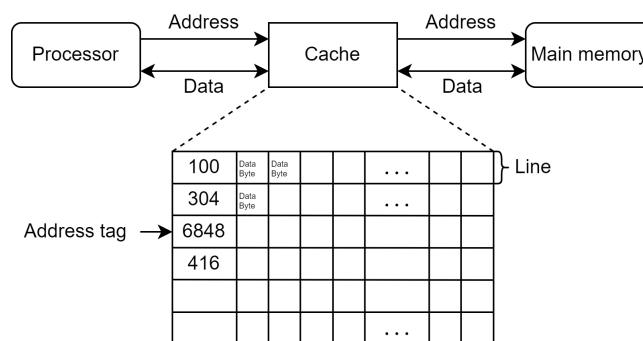 Address
Address
Processor
Cache
Main memory
Data
Data
100
Data
Byte
Data
Byte
...
Line
304
Data
Byte
...
Address tag
6848
416
...